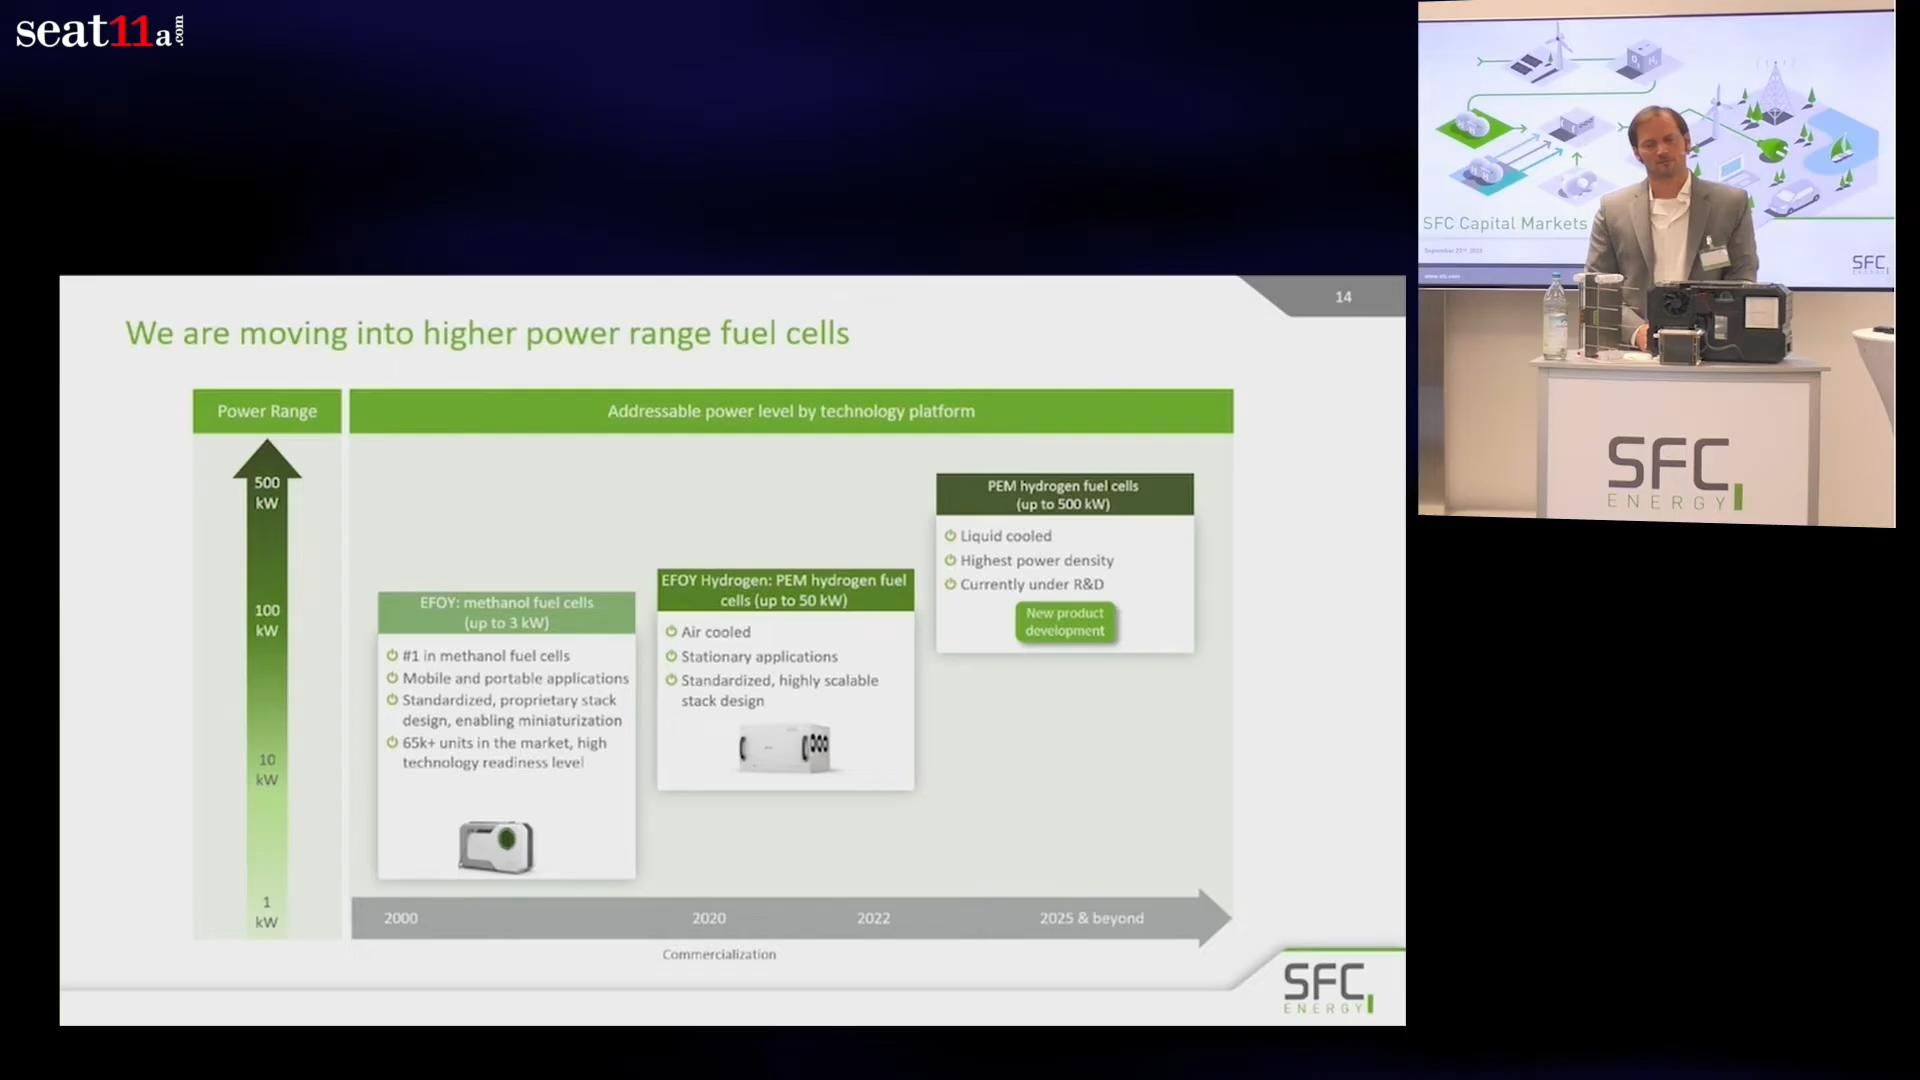 seat11a.com
14
We are moving into higher power range fuel cells
Power Range
Addressable power level by technology platform
500
kW
100
kW
10
kW
1
kW
EFOY: methanol fuel cells
(up to 3 kW)
#1 in methanol fuel cells
Mobile and portable applications
Standardized, proprietary stack
design, enabling miniaturization
65k+ units in the market, high
technology readiness level
EFOY Hydrogen: PEM hydrogen fuel
cells (up to 50 kW)
Air cooled
Stationary applications
Standardized, highly scalable
stack design
PEM hydrogen fuel cells
(up to 500 kW)
Liquid cooled
Highest power density
Currently under R&D
New product
development
2000
2020
2022
2025 & beyond
Commercialization
SFC
ENERGY
SFC Capital Markets
www.sfc.com
SFC
SFC
ENERGY